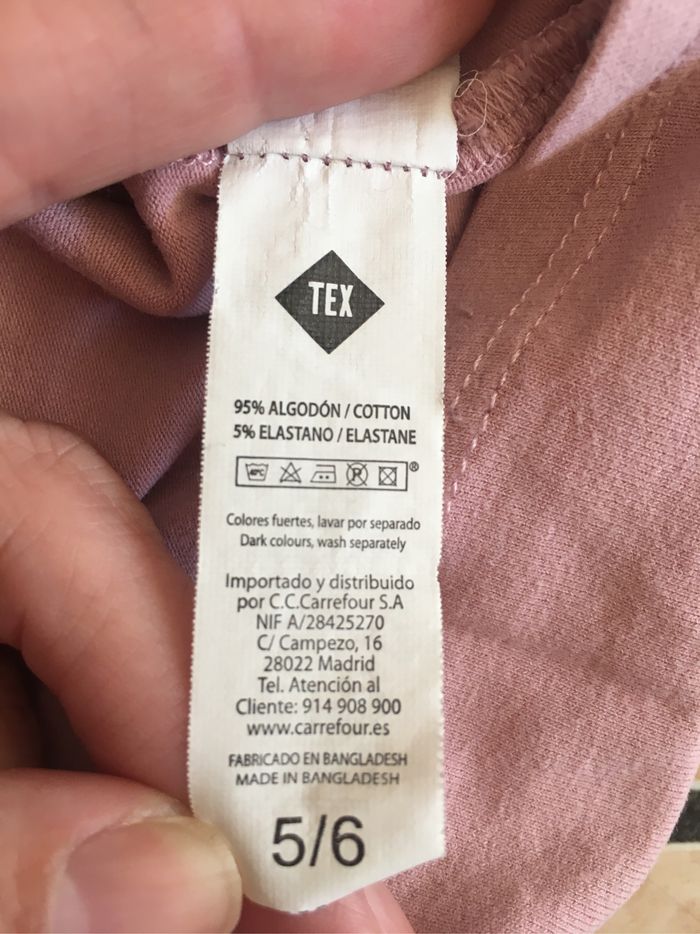 TEX
95% ALGODÓN / COTTON
5% ELASTANO / ELASTANE
40°C P ®
Colores fuertes, lavar por separado
Dark colours, wash separately
Importado y distribuido
por C.C.Carrefour S.A
NIF A/28425270
C/ Campezo, 16
28022 Madrid
Tel. Atención al
Cliente: 914 908 900
www.carrefour.es
FABRICADO EN BANGLADESH
MADE IN BANGLADESH
5/6